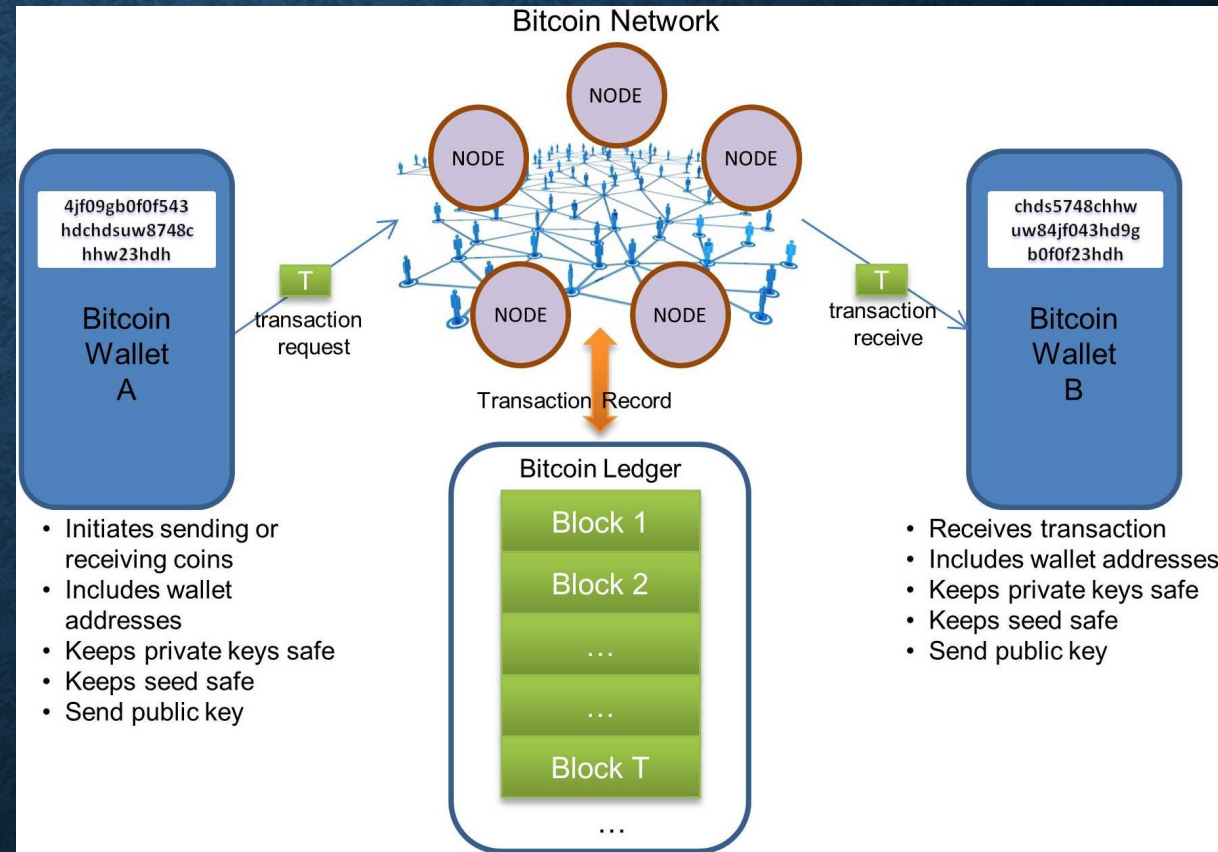 Bitcoin Network
NODE
NODE
NODE
NODE
NODE
4jf09gb0f0f543
hdchdsuw8748c
hhw23hdh
Bitcoin
Wallet
A
T
transaction
request
T
transaction
receive
chds5748chhw
uw84jf043hd9g
b0f0f23hdh
Bitcoin
Wallet
B
Transaction Record
Bitcoin Ledger
Block 1
Block 2
...
...
Block T
...
• Initiates sending or
receiving coins
• Includes wallet
addresses
• Keeps private keys safe
• Keeps seed safe
• Send public key
• Receives transaction
• Includes wallet addresses
• Keeps private keys safe
• Keeps seed safe
• Send public key